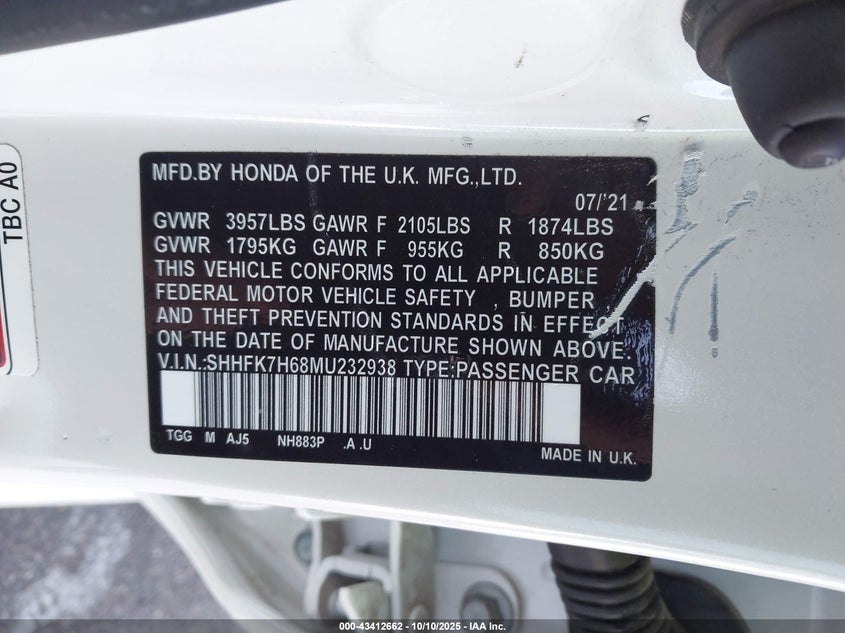 TBC A0
MFD.BY HONDA OF THE U.K. MFG.,LTD.
07/'21
GVWR 3957LBS GAWR F 2105LBS R 1874LBS
GVWR 1795KG GAWR F 955KG R 850KG
THIS VEHICLE CONFORMS TO ALL APPLICABLE
FEDERAL MOTOR VEHICLE SAFETY , BUMPER
AND THEFT PREVENTION STANDARDS IN EFFECT
ON THE DATE OF MANUFACTURE SHOWN ABOVE.
V.I.N.:SHHFK7H68MU232938 TYPE:PASSENGER CAR
TGG M AJ5 NH883P .A .U
MADE IN U.K.
000-43412662 - 10/10/2025 - IAA Inc.